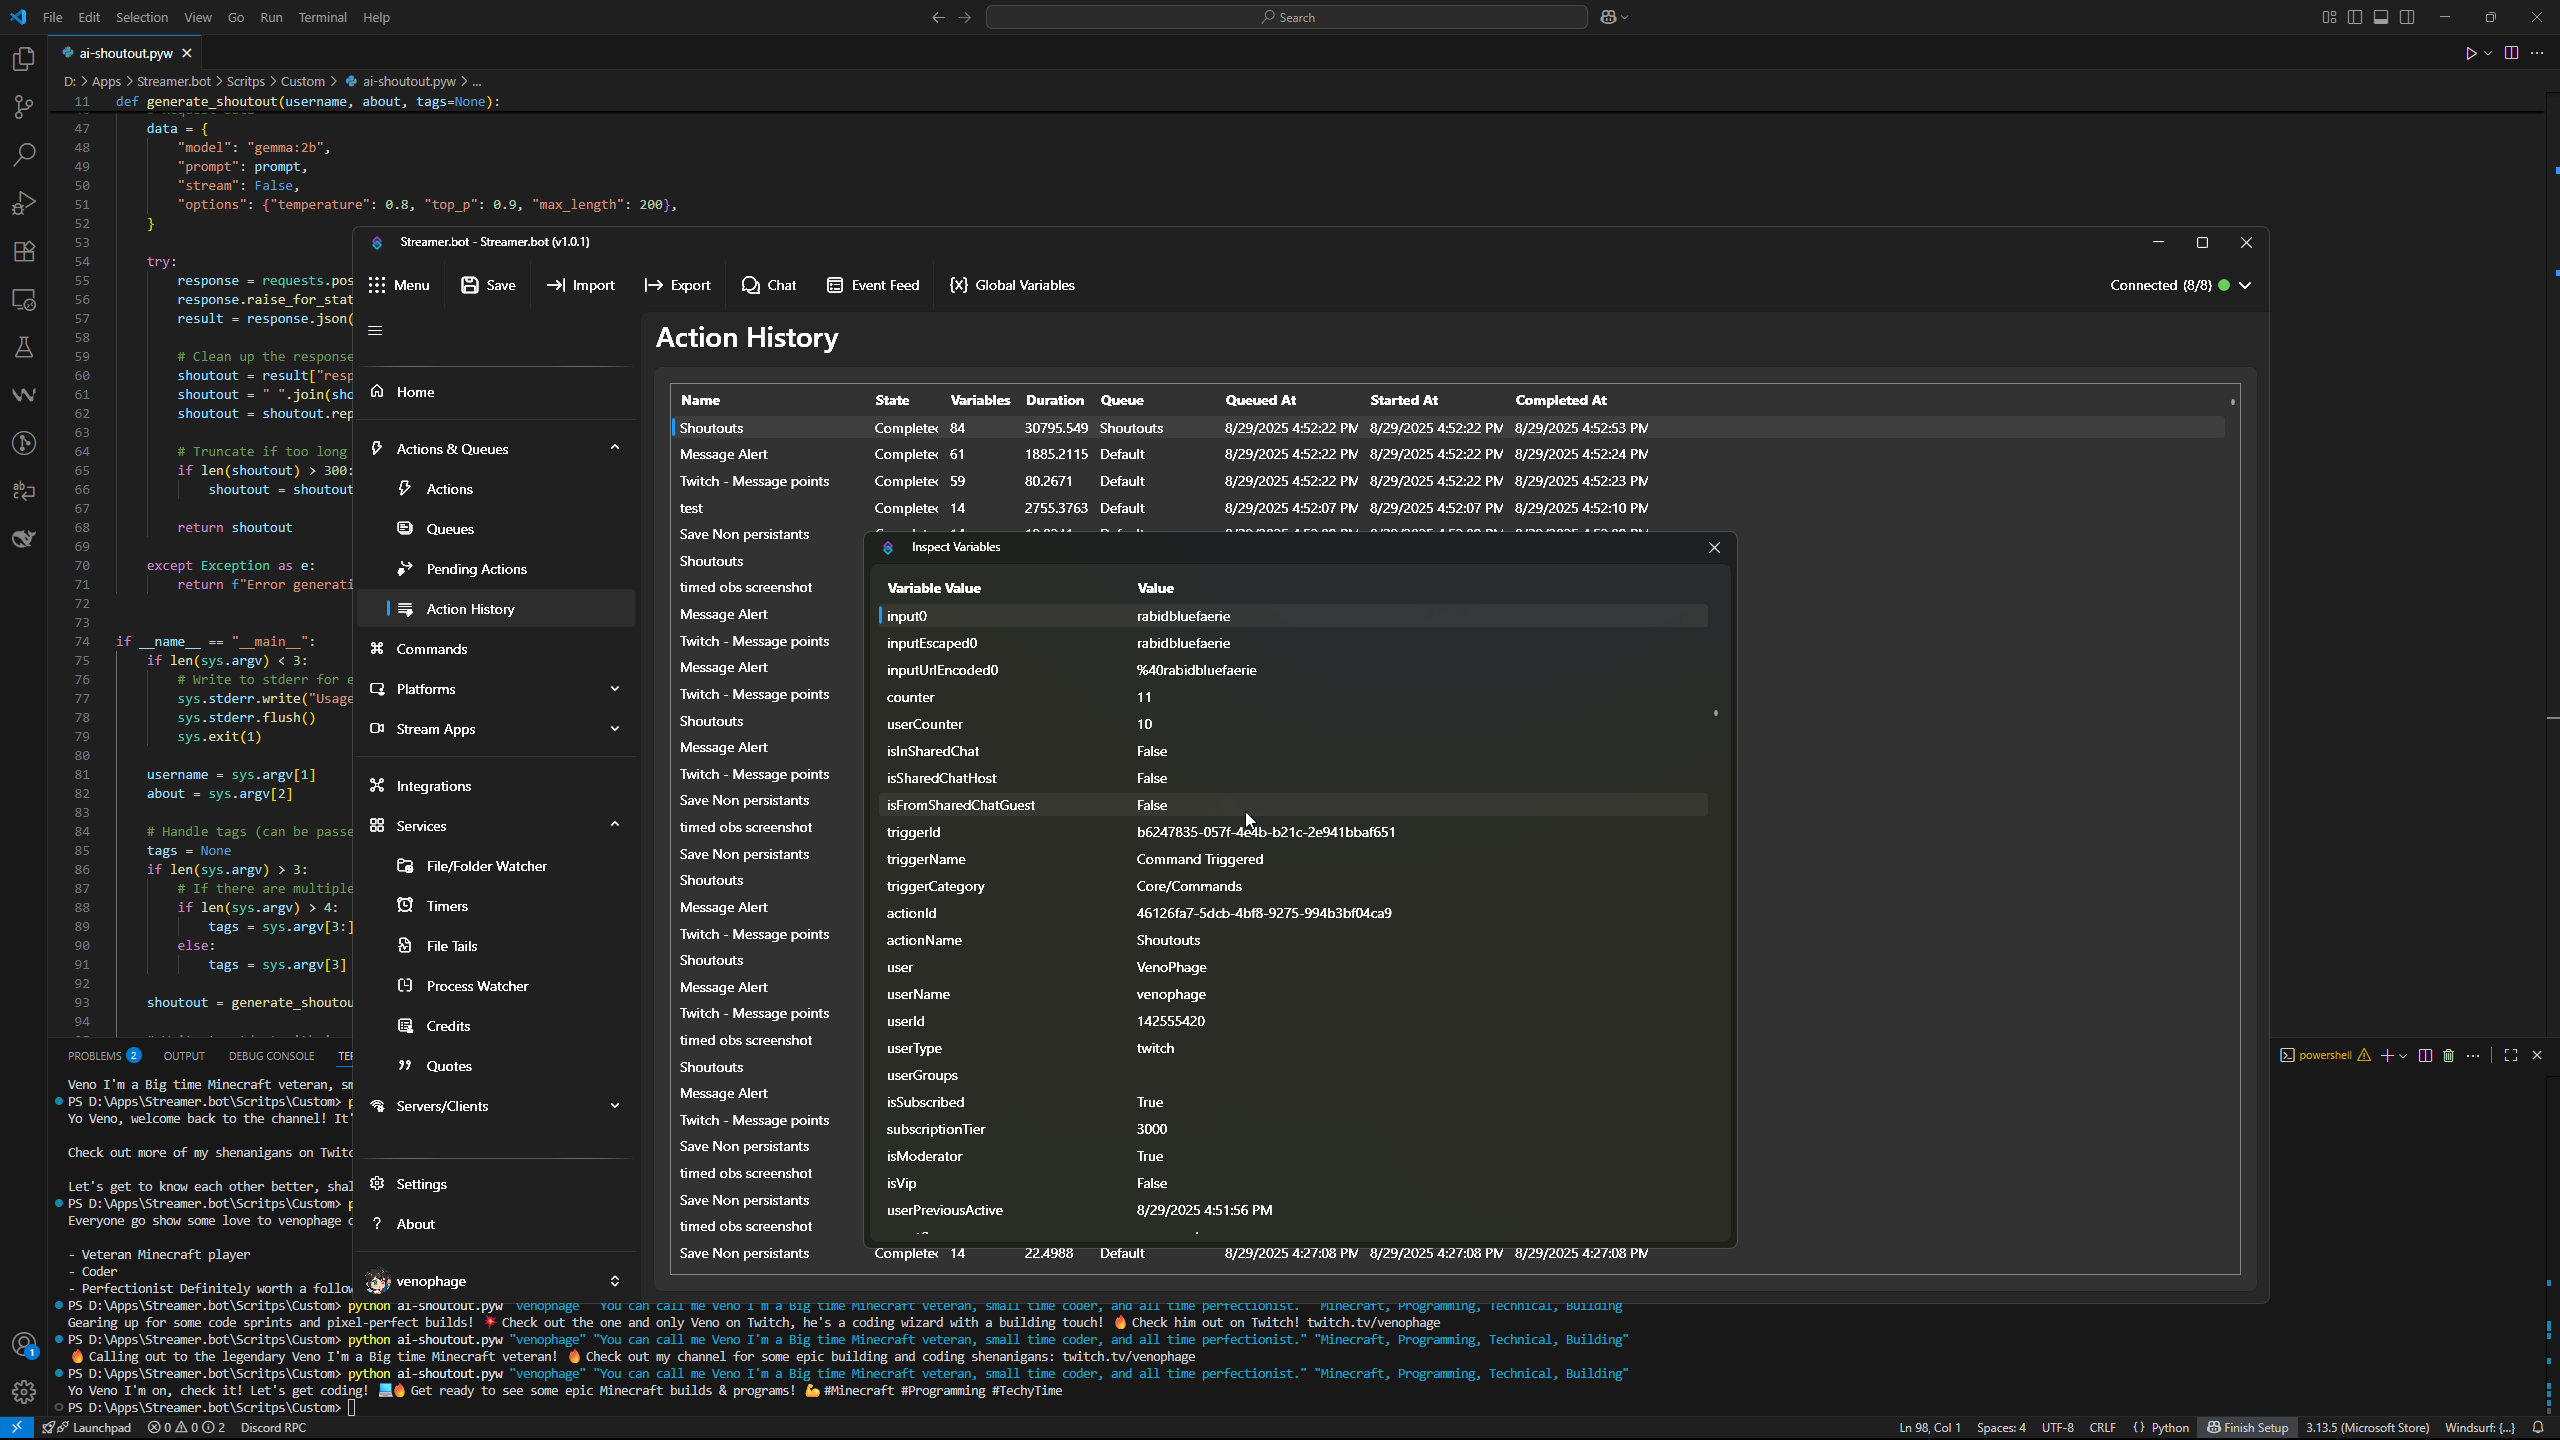 File Edit Selection View Go Run Terminal Help
Search
ai-shoutout.pyw
D: > Apps > Streamer.bot > Scritps > Custom > ai-shoutout.pyw > ...
11 def generate_shoutout(username, about, tags=None):
47 data = {
48 "model": "gemma:2b",
49 "prompt": prompt,
50 "stream": False,
51 "options": {"temperature": 0.8, "top_p": 0.9, "max_length": 200},
52 }
53
54 try:
55 response = requests.pos
56 response.raise_for_stat
57 result = response.json(
58
59 # Clean up the response
60 shoutout = result["resp
61 shoutout = " ".join(sho
62 shoutout = shoutout.rep
63
64 # Truncate if too long
65 if len(shoutout) > 300:
66 shoutout = shoutout
67
68 return shoutout
69
70 except Exception as e:
71 return f"Error generati
72
73
74 if __name__ == "__main__":
75 if len(sys.argv) < 3:
76 # Write to stderr for e
77 sys.stderr.write("Usage
78 sys.stderr.flush()
79 sys.exit(1)
80
81 username = sys.argv[1]
82 about = sys.argv[2]
83
84 # Handle tags (can be passe
85 tags = None
86 if len(sys.argv) > 3:
87 # If there are multiple
88 if len(sys.argv) > 4:
89 tags = sys.argv[3:]
90 else:
91 tags = sys.argv[3]
92
93 shoutout = generate_shoutou
94
Streamer.bot - Streamer.bot (v1.0.1)
Menu Save Import Export Chat Event Feed {x} Global Variables
Connected (8/8)
Home
Actions & Queues
Actions
Queues
Pending Actions
Action History
Commands
Platforms
Stream Apps
Integrations
Services
File/Folder Watcher
Timers
File Tails
Process Watcher
Credits
Quotes
Servers/Clients
Settings
About
venophage
Action History
Name State Variables Duration Queue Queued At Started At Completed At
Shoutouts Completec 84 30795.549 Shoutouts 8/29/2025 4:52:22 PM 8/29/2025 4:52:22 PM 8/29/2025 4:52:53 PM
Message Alert Completec 61 1885.2115 Default 8/29/2025 4:52:22 PM 8/29/2025 4:52:22 PM 8/29/2025 4:52:24 PM
Twitch - Message points Completec 59 80.2671 Default 8/29/2025 4:52:22 PM 8/29/2025 4:52:22 PM 8/29/2025 4:52:23 PM
test Completec 14 2755.3763 Default 8/29/2025 4:52:07 PM 8/29/2025 4:52:07 PM 8/29/2025 4:52:10 PM
Save Non persistants
Shoutouts
timed obs screenshot
Message Alert
Twitch - Message points
Message Alert
Twitch - Message points
Shoutouts
Message Alert
Twitch - Message points
Save Non persistants
timed obs screenshot
Save Non persistants
Shoutouts
Message Alert
Twitch - Message points
Shoutouts
Message Alert
Twitch - Message points
timed obs screenshot
Shoutouts
Message Alert
Twitch - Message points
Save Non persistants
timed obs screenshot
Save Non persistants
timed obs screenshot
Save Non persistants Completec 14 22.4988 Default 8/29/2025 4:27:08 PM 8/29/2025 4:27:08 PM 8/29/2025 4:27:08 PM
Inspect Variables
Variable Value Value
input0 rabidbluefaerie
inputEscaped0 rabidbluefaerie
inputUrlEncoded0 %40rabidbluefaerie
counter 11
userCounter 10
isInSharedChat False
isSharedChatHost False
isFromSharedChatGuest False
triggerId b6247835-057f-4e4b-b21c-2e941bbaf651
triggerName Command Triggered
triggerCategory Core/Commands
actionId 46126fa7-5dcb-4bf8-9275-994b3bf04ca9
actionName Shoutouts
user VenoPhage
userName venophage
userId 142555420
userType twitch
userGroups
isSubscribed True
subscriptionTier 3000
isModerator True
isVip False
userPreviousActive 8/29/2025 4:51:56 PM
PROBLEMS 2 OUTPUT DEBUG CONSOLE TE
powershell
Veno I'm a Big time Minecraft veteran, sm
PS D:\Apps\Streamer.bot\Scritps\Custom> p
Yo Veno, welcome back to the channel! It'
Check out more of my shenanigans on Twitc
Let's get to know each other better, shal
PS D:\Apps\Streamer.bot\Scritps\Custom> p
Everyone go show some love to venophage c
- Veteran Minecraft player
- Coder
- Perfectionist Definitely worth a follow
PS D:\Apps\Streamer.bot\Scritps\Custom> python ai-shoutout.pyw "venophage" "You can call me Veno I'm a Big time Minecraft veteran, small time coder, and all time perfectionist." "Minecraft, Programming, Technical, Building"
Gearing up for some code sprints and pixel-perfect builds! 💥 Check out the one and only Veno on Twitch, he's a coding wizard with a building touch! 🔥 Check him out on Twitch! twitch.tv/venophage
PS D:\Apps\Streamer.bot\Scritps\Custom> python ai-shoutout.pyw "venophage" "You can call me Veno I'm a Big time Minecraft veteran, small time coder, and all time perfectionist." "Minecraft, Programming, Technical, Building"
🔥 Calling out to the legendary Veno I'm a Big time Minecraft veteran! 🔥 Check out my channel for some epic building and coding shenanigans: twitch.tv/venophage
PS D:\Apps\Streamer.bot\Scritps\Custom> python ai-shoutout.pyw "venophage" "You can call me Veno I'm a Big time Minecraft veteran, small time coder, and all time perfectionist." "Minecraft, Programming, Technical, Building"
Yo Veno I'm on, check it! Let's get coding! 💻🔥 Get ready to see some epic Minecraft builds & programs! 💪 #Minecraft #Programming #TechyTime
PS D:\Apps\Streamer.bot\Scritps\Custom>
1
Launchpad 0 0 2 Discord RPC Ln 98, Col 1 Spaces: 4 UTF-8 CRLF {} Python Finish Setup 3.13.5 (Microsoft Store) Windsurf: {...}